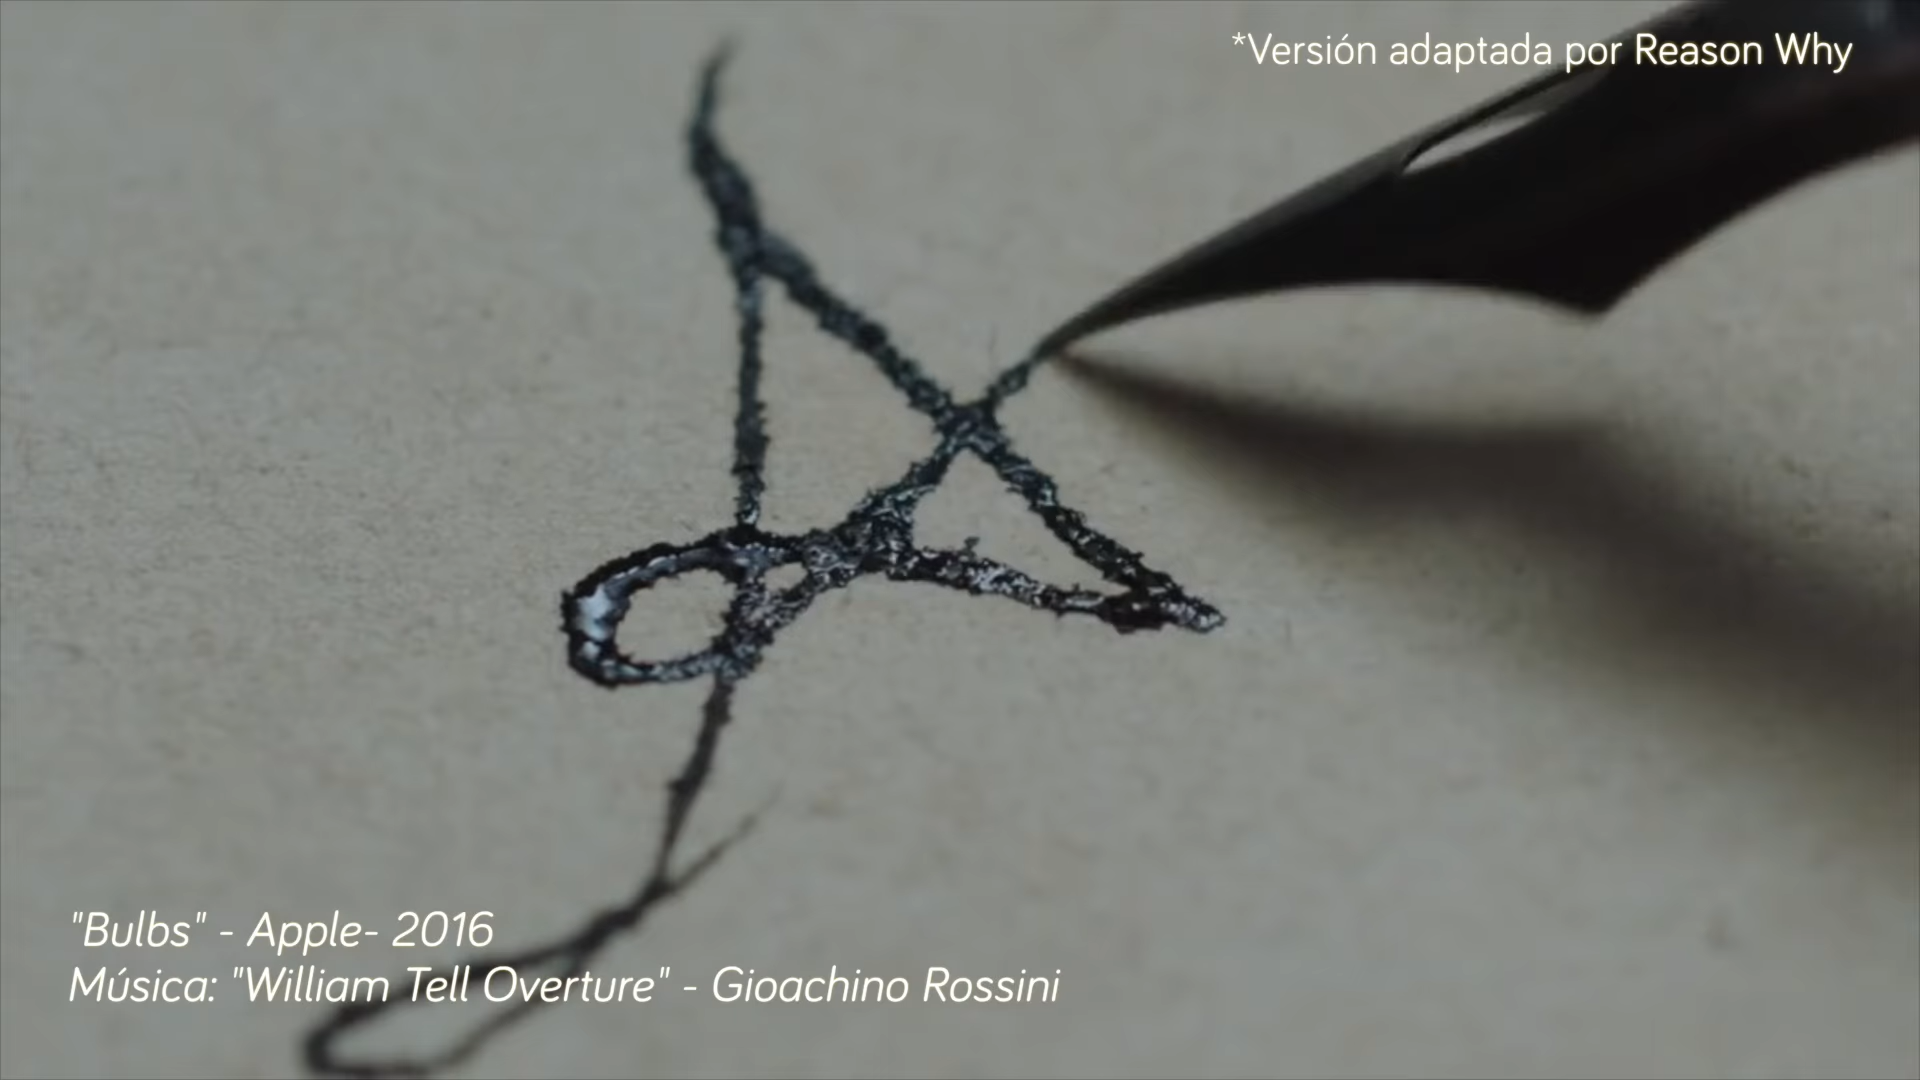 *Versión adaptada por Reason Why
"Bulbs" - Apple- 2016
Música: "William Tell Overture" - Gioachino Rossini